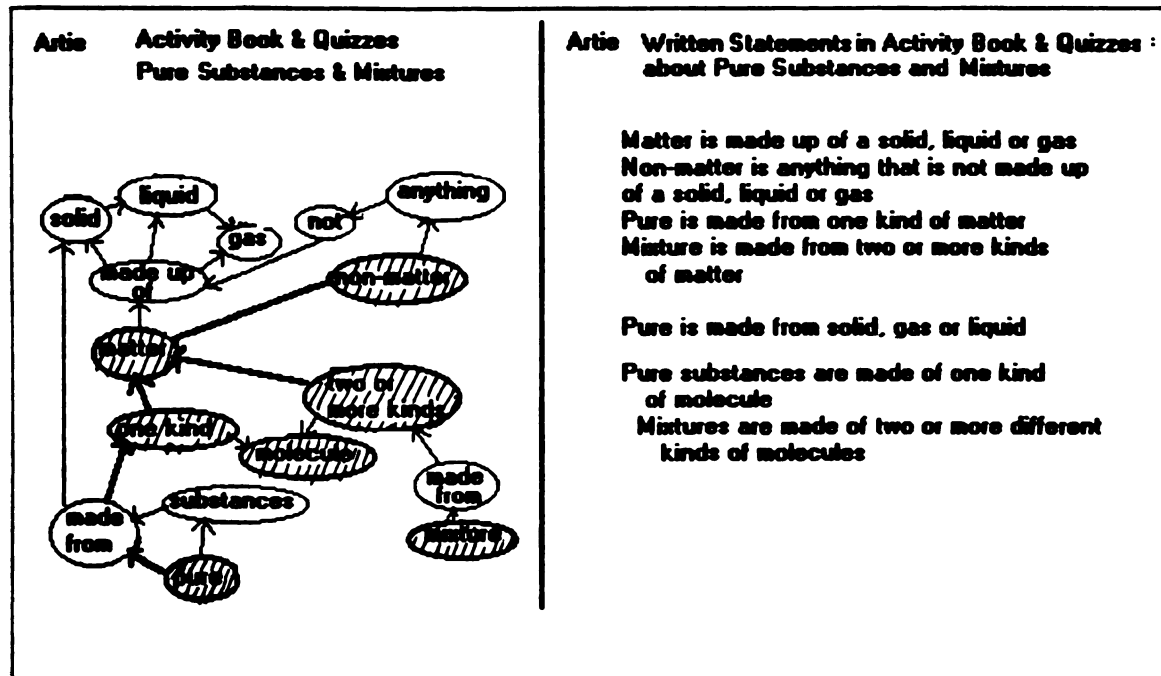 Artie Activity Book & Quizzes
Pure Substances & Mixtures
liquid
anything
solid
not
gas
made up
of
non-matter
matter
two or
more kinds
one kind
molecule
made
from
substances
made
from
mixture
pure
Artie Written Statements in Activity Book & Quizzes :
about Pure Substances and Mixtures
Matter is made up of a solid, liquid or gas
Non-matter is anything that is not made up
of a solid, liquid or gas
Pure is made from one kind of matter
Mixture is made from two or more kinds
of matter
Pure is made from solid, gas or liquid
Pure substances are made of one kind
of molecule
Mixtures are made of two or more different
kinds of molecules